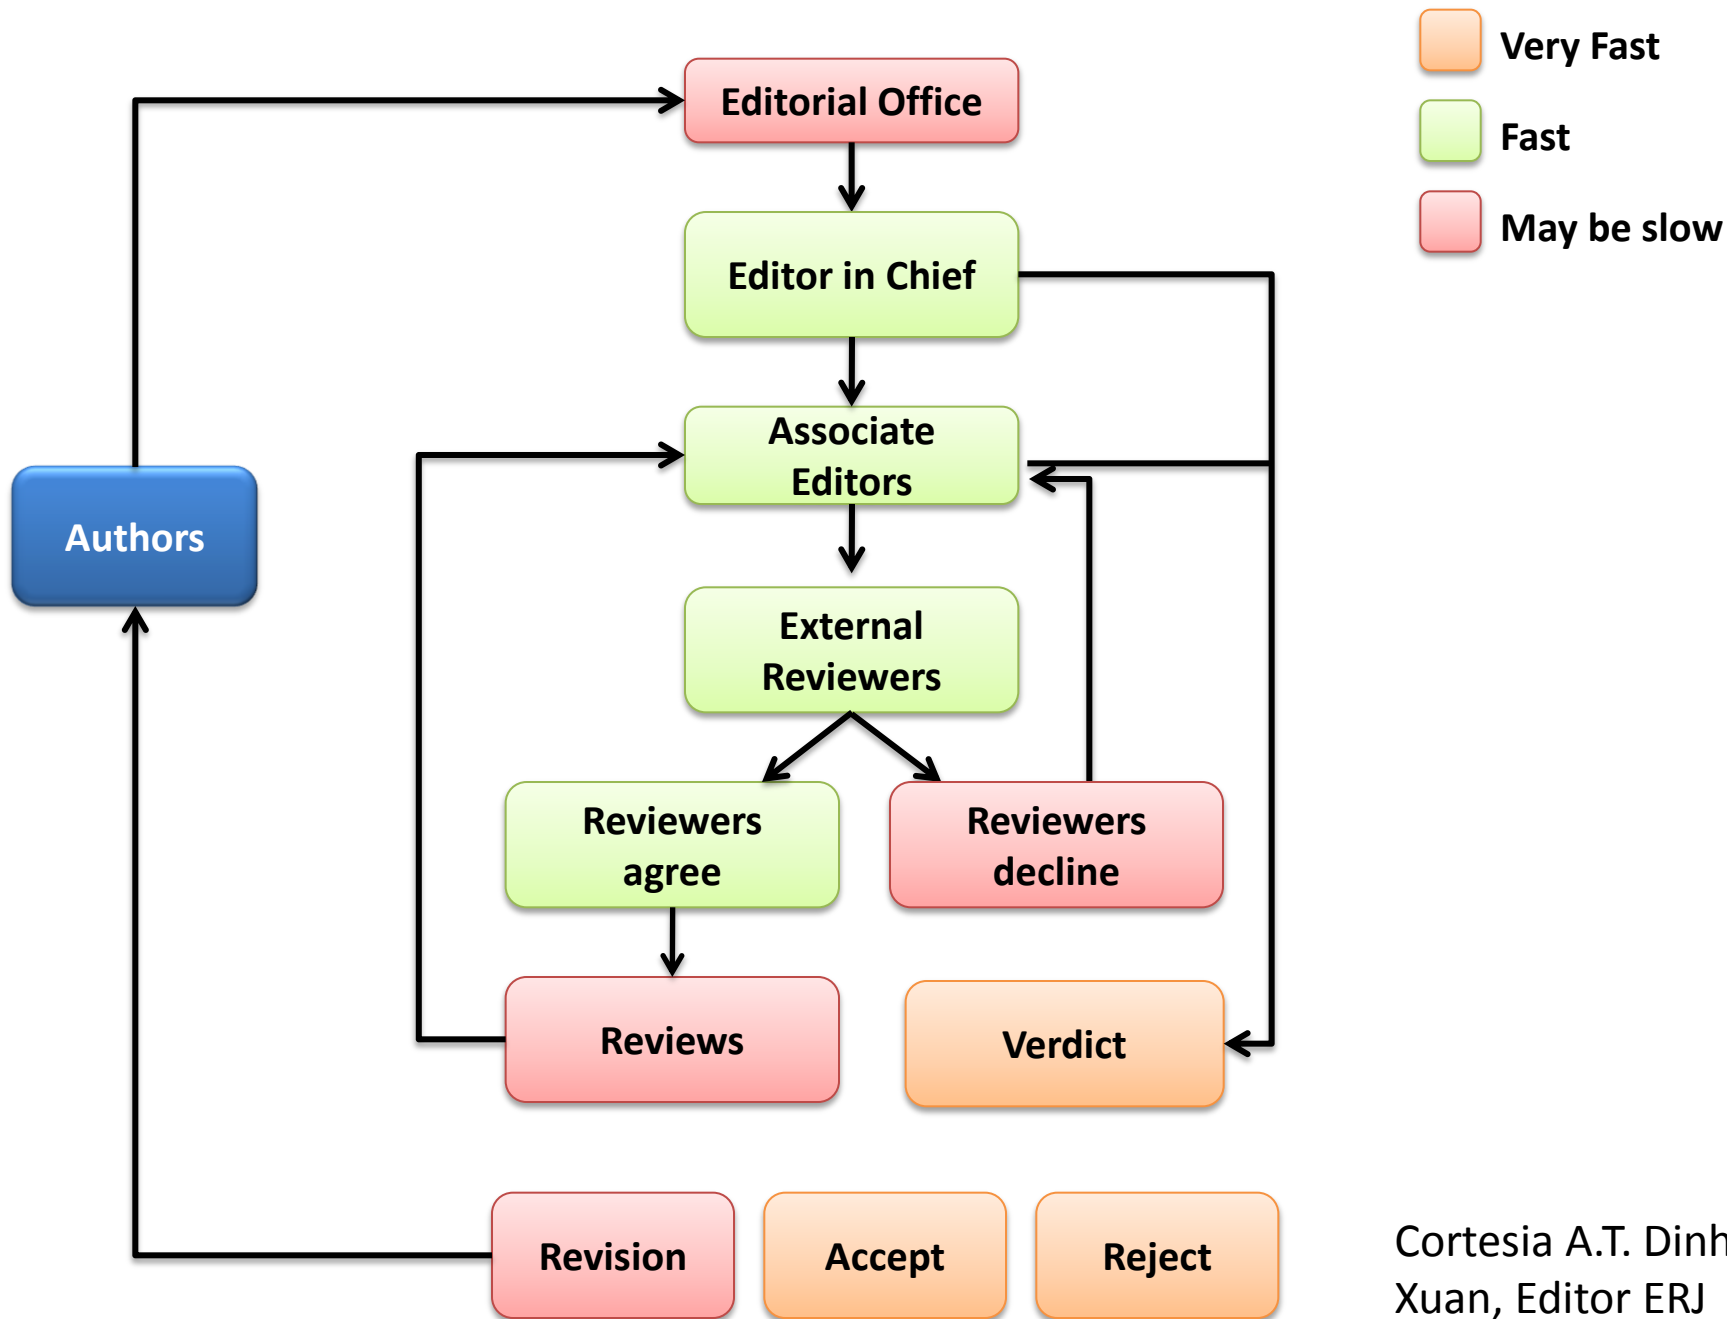 Very Fast
Editorial Office
Fast
May be slow
Editor in Chief
Associate
Editors
Authors
External
Reviewers
Reviewers
agree
Reviewers
decline
Reviews
Verdict
Revision
Accept
Reject
Cortesia A.T. Dinh
Xuan, Editor ERJ